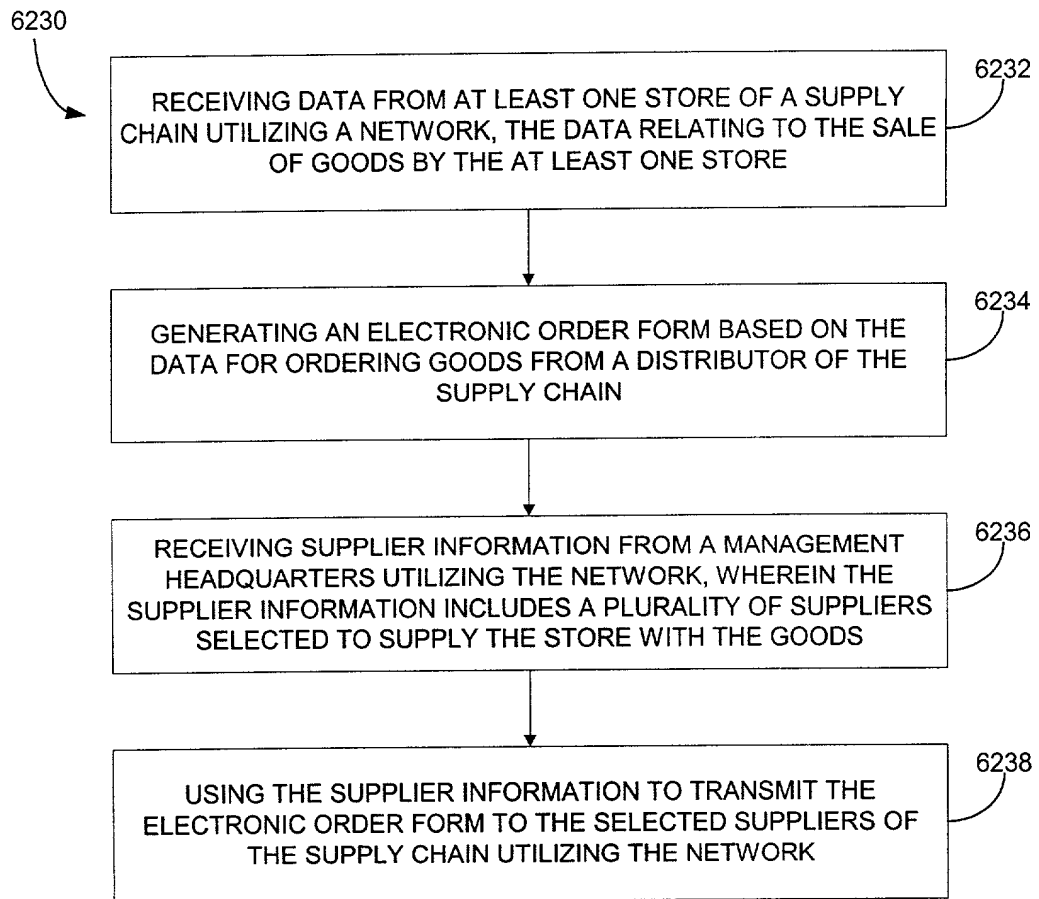 6230
6232
RECEIVING DATA FROM AT LEAST ONE STORE OF A SUPPLY
CHAIN UTILIZING A NETWORK, THE DATA RELATING TO THE SALE
OF GOODS BY THE AT LEAST ONE STORE
6234
GENERATING AN ELECTRONIC ORDER FORM BASED ON THE
DATA FOR ORDERING GOODS FROM A DISTRIBUTOR OF THE
SUPPLY CHAIN
6236
RECEIVING SUPPLIER INFORMATION FROM A MANAGEMENT
HEADQUARTERS UTILIZING THE NETWORK, WHEREIN THE
SUPPLIER INFORMATION INCLUDES A PLURALITY OF SUPPLIERS
SELECTED TO SUPPLY THE STORE WITH THE GOODS
6238
USING THE SUPPLIER INFORMATION TO TRANSMIT THE
ELECTRONIC ORDER FORM TO THE SELECTED SUPPLIERS OF
THE SUPPLY CHAIN UTILIZING THE NETWORK